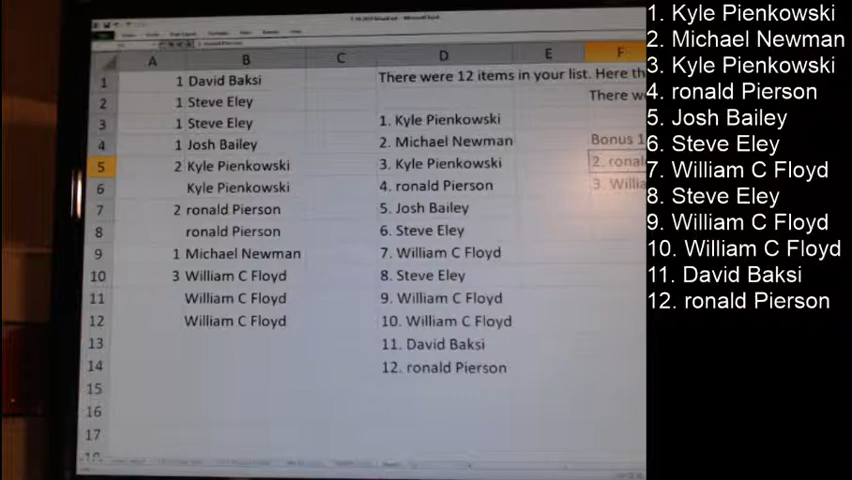 A B C D E F
1 1 David Baksi There were 12 items in your list. Here th
2 1 Steve Eley There w
3 1 Steve Eley 1. Kyle Pienkowski
4 1 Josh Bailey 2. Michael Newman Bonus 1
5 2 Kyle Pienkowski 3. Kyle Pienkowski 2. ronal
6 Kyle Pienkowski 4. ronald Pierson 3. Willia
7 2 ronald Pierson 5. Josh Bailey
8 ronald Pierson 6. Steve Eley
9 1 Michael Newman 7. William C Floyd
10 3 William C Floyd 8. Steve Eley
11 William C Floyd 9. William C Floyd
12 William C Floyd 10. William C Floyd
13 11. David Baksi
14 12. ronald Pierson
15
16
17
1. Kyle Pienkowski
2. Michael Newman
3. Kyle Pienkowski
4. ronald Pierson
5. Josh Bailey
6. Steve Eley
7. William C Floyd
8. Steve Eley
9. William C Floyd
10. William C Floyd
11. David Baksi
12. ronald Pierson